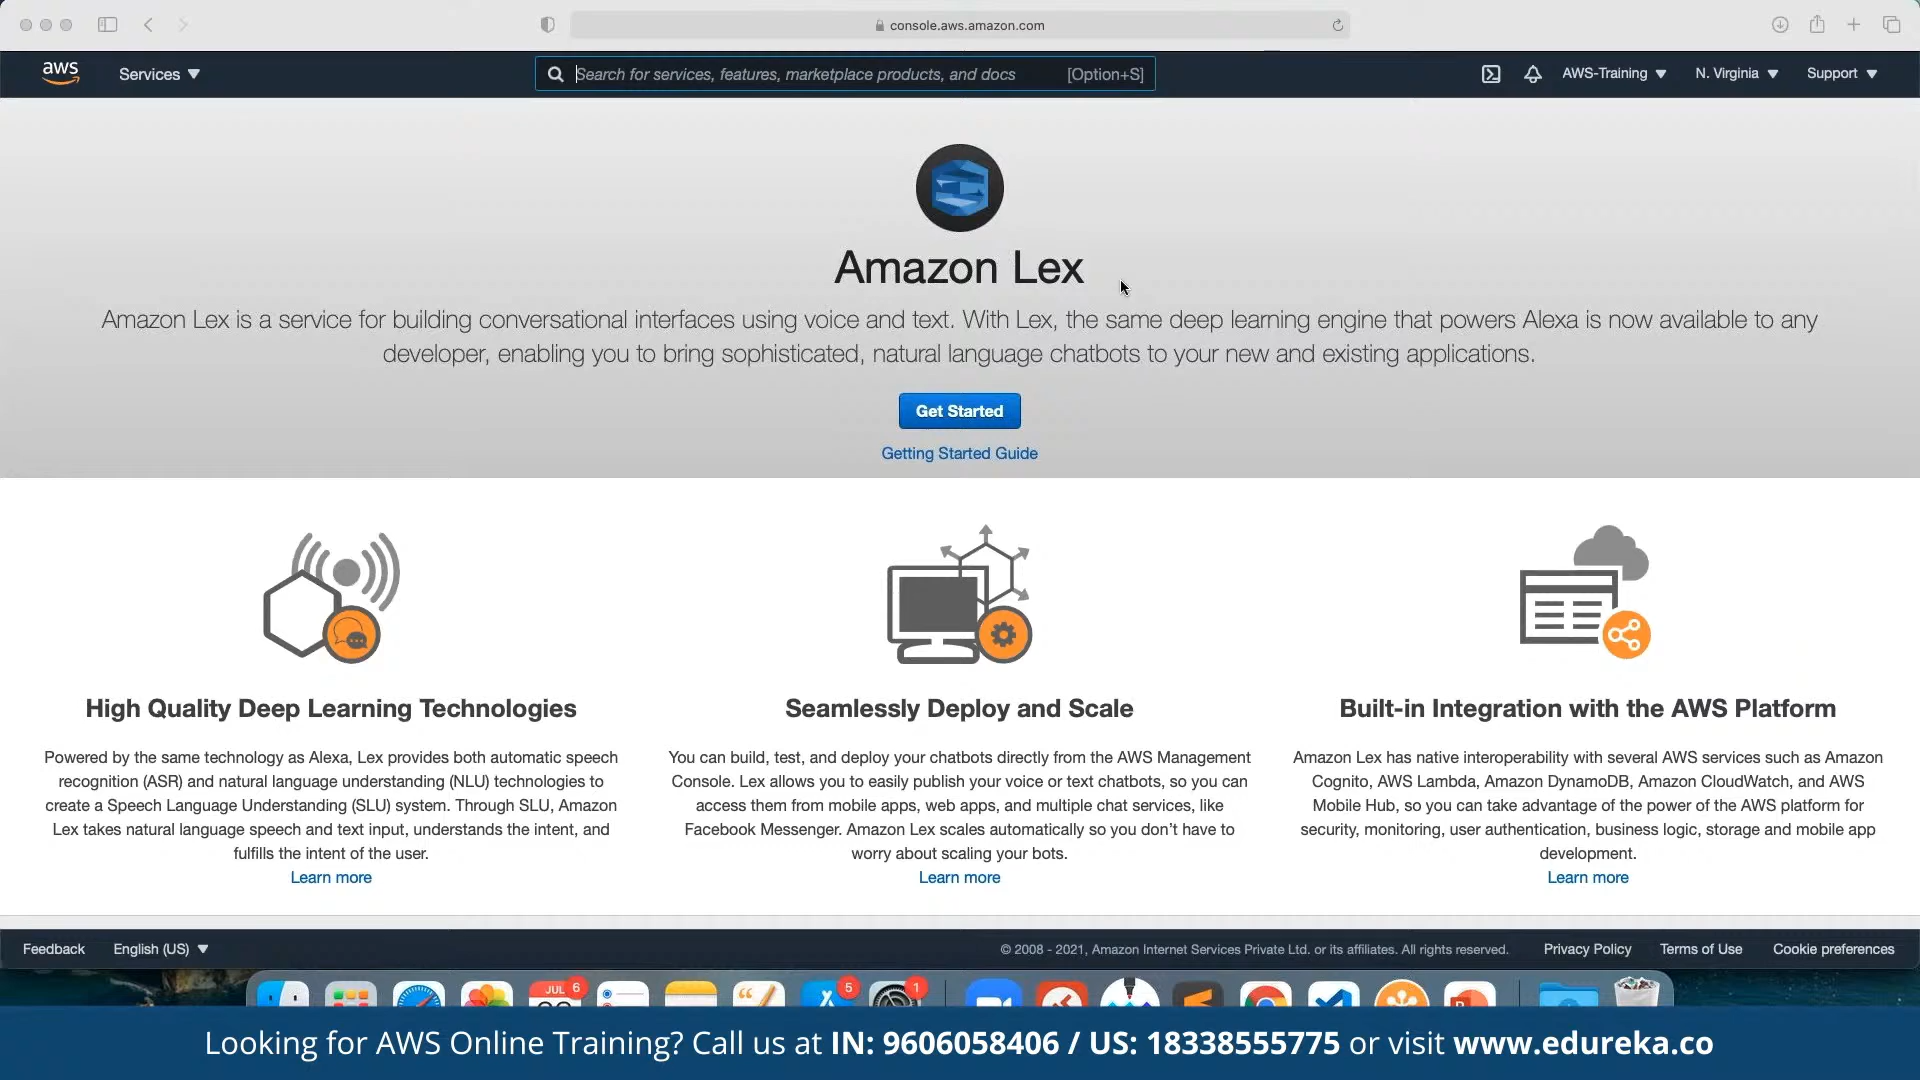 console.aws.amazon.com
aws
Services
Search for services, features, marketplace products, and docs
[Option+S]
AWS-Training
N. Virginia
Support
Amazon Lex
Amazon Lex is a service for building conversational interfaces using voice and text. With Lex, the same deep learning engine that powers Alexa is now available to any
developer, enabling you to bring sophisticated, natural language chatbots to your new and existing applications.
Get Started
Getting Started Guide
High Quality Deep Learning Technologies
Powered by the same technology as Alexa, Lex provides both automatic speech
recognition (ASR) and natural language understanding (NLU) technologies to
create a Speech Language Understanding (SLU) system. Through SLU, Amazon
Lex takes natural language speech and text input, understands the intent, and
fulfills the intent of the user.
Learn more
Seamlessly Deploy and Scale
You can build, test, and deploy your chatbots directly from the AWS Management
Console. Lex allows you to easily publish your voice or text chatbots, so you can
access them from mobile apps, web apps, and multiple chat services, like
Facebook Messenger. Amazon Lex scales automatically so you don't have to
worry about scaling your bots.
Learn more
Built-in Integration with the AWS Platform
Amazon Lex has native interoperability with several AWS services such as Amazon
Cognito, AWS Lambda, Amazon DynamoDB, Amazon CloudWatch, and AWS
Mobile Hub, so you can take advantage of the power of the AWS platform for
security, monitoring, user authentication, business logic, storage and mobile app
development.
Learn more
Feedback
English (US)
© 2008 - 2021, Amazon Internet Services Private Ltd. or its affiliates. All rights reserved.
Privacy Policy
Terms of Use
Cookie preferences
JUL
6
5
1
Looking for AWS Online Training? Call us at IN: 9606058406 / US: 18338555775 or visit www.edureka.co